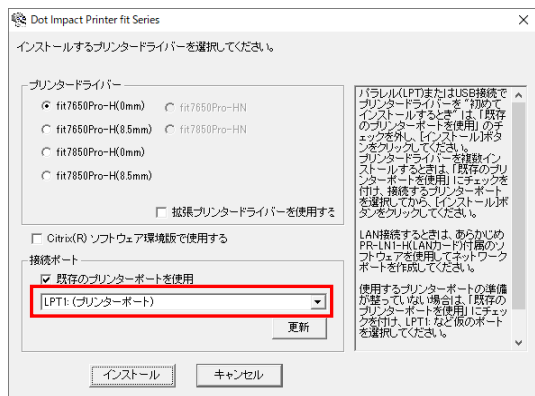 Dot Impact Printer fit Series
インストールするプリンタードライバーを選択してください。
プリンタードライバー
fit7650Pro-H(0mm)
fit7650Pro-HN
fit7650Pro-H(8.5mm)
fit7850Pro-HN
fit7850Pro-H(0mm)
fit7850Pro-H(8.5mm)
拡張プリンタードライバーを使用する
Citrix(R) ソフトウェア環境版で使用する
接続ポート
既存のプリンターポートを使用
LPT1: (プリンターポート)
更新
インストール
キャンセル
パラレル(LPT)またはUSB接続で
プリンタードライバーを“初めて
インストールするとき”は、「既存
のプリンターポートを使用」のチ
ェックを外し、[インストール]ボタ
ンをクリックしてください。
プリンタードライバーを複数イン
ストールするときは、「既存のプリ
ンターポートを使用」にチェックを
付け、接続するプリンターポート
を選択してから、[インストール]ボ
タンをクリックしてください。
LAN接続するときは、あらかじめ
PR-LN1-H(LANカード)付属のソ
フトウェアを使用してネットワーク
ポートを作成してください。
使用するプリンターポートの準備
が整っていない場合は、「既存の
プリンターポートを使用」にチェッ
クを付け、LPT1: など仮のポート
を選択してください。